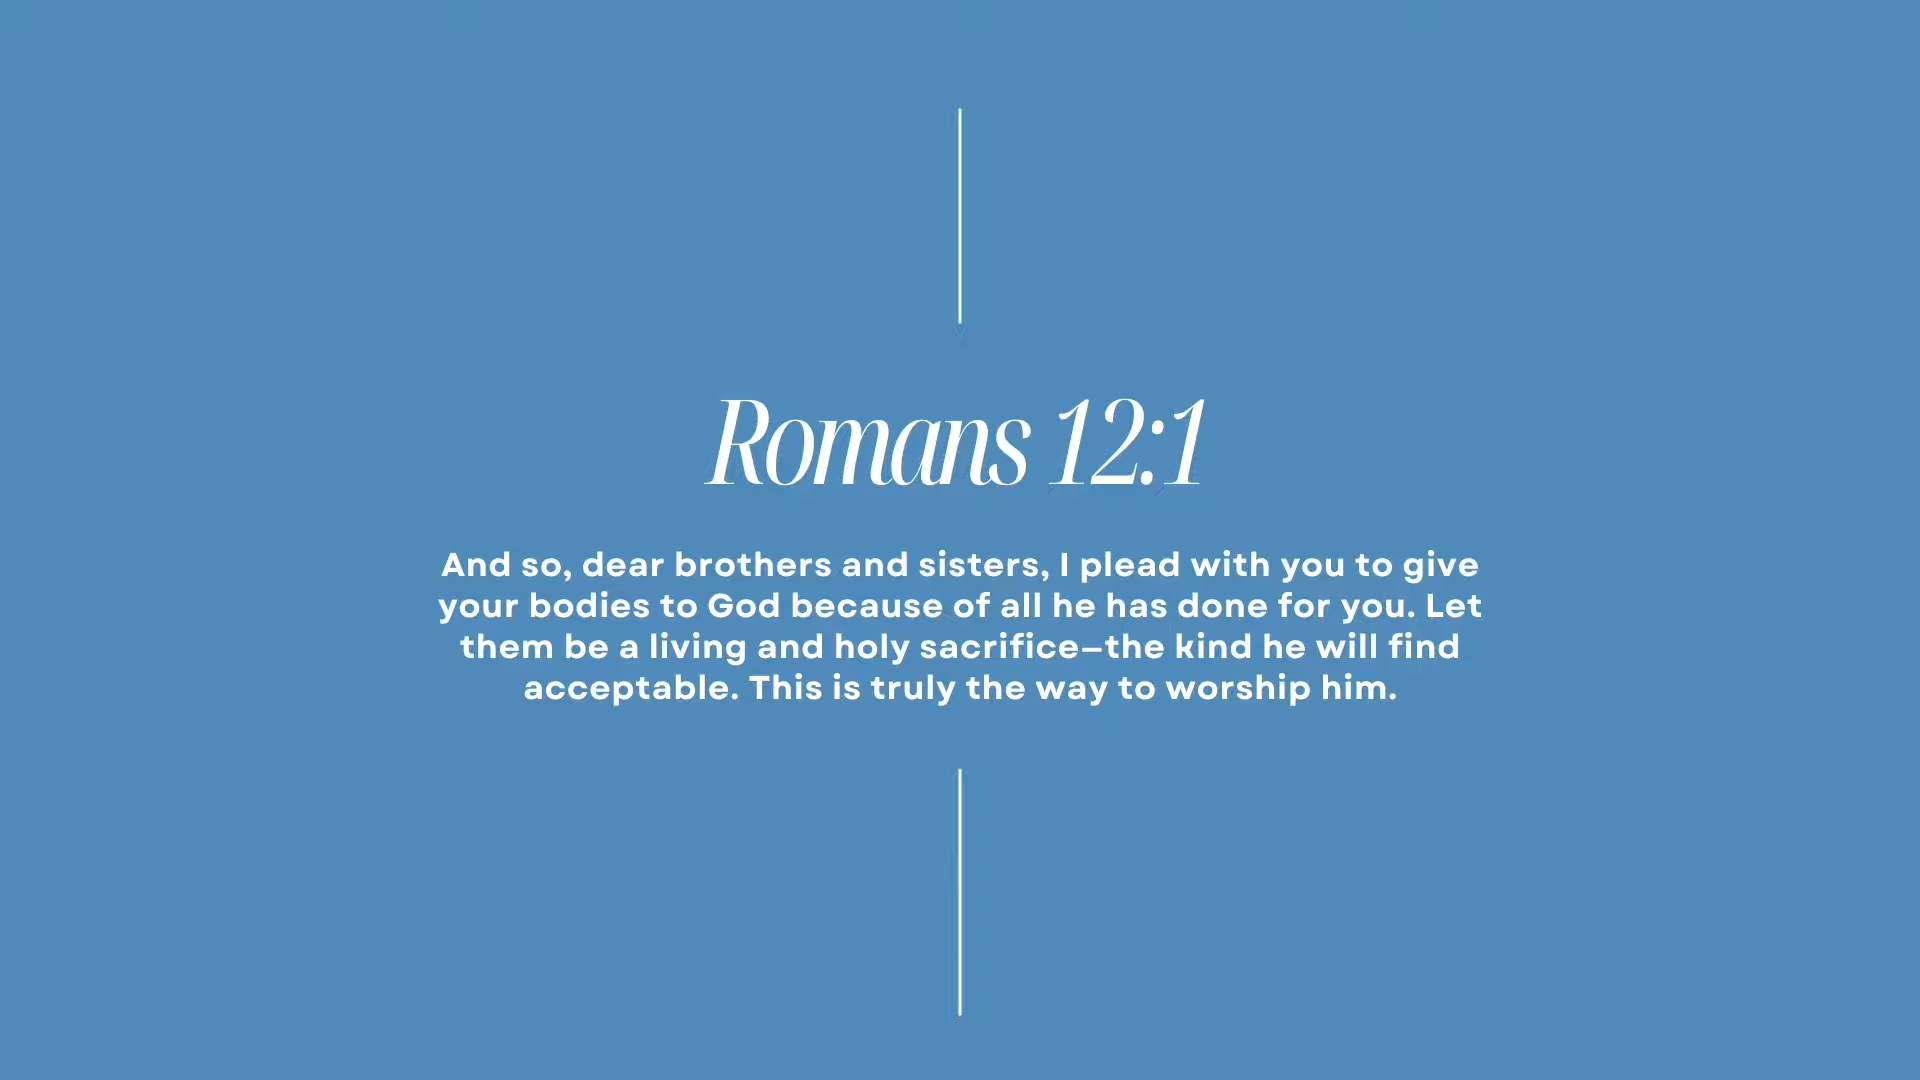 Romans 12:1
And so, dear brothers and sisters, I plead with you to give
your bodies to God because of all he has done for you. Let
them be a living and holy sacrifice—the kind he will find
acceptable. This is truly the way to worship him.